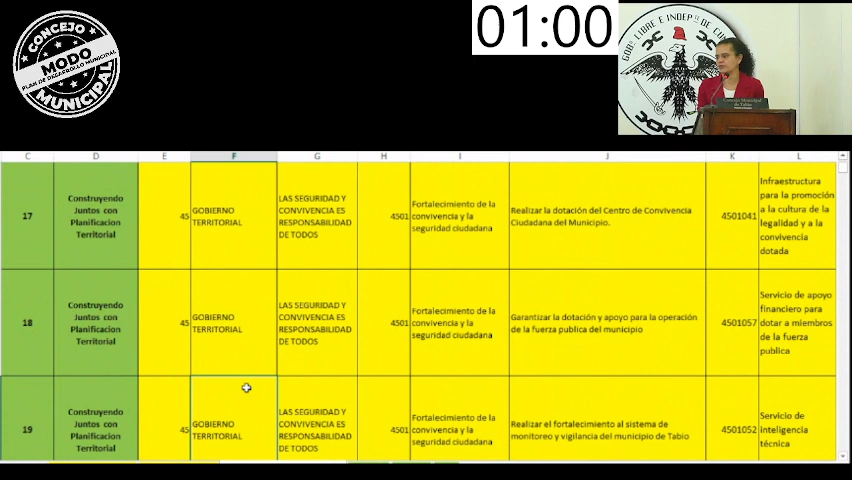 CONCEJO
MODO
PLAN DE DESARROLLO MUNICIPAL
MUNICIPAL
01:00
GOBº LIBRE E INDEPᵗᵉ DE
Concejo Municipal
de Tabio
C D E F G H I J K L
17
Construyendo
Juntos con
Planificacion
Territorial
45
GOBIERNO
TERRITORIAL
LAS SEGURIDAD Y
CONVIVENCIA ES
RESPONSABILIDAD
DE TODOS
4501
Fortalecimiento de la
convivencia y la
seguridad ciudadana
Realizar la dotación del Centro de Convivencia
Ciudadana del Municipio.
4501041
Infraestructura
para la promoción
a la cultura de la
legalidad y a la
convivencia
dotada
18
Construyendo
Juntos con
Planificacion
Territorial
45
GOBIERNO
TERRITORIAL
LAS SEGURIDAD Y
CONVIVENCIA ES
RESPONSABILIDAD
DE TODOS
4501
Fortalecimiento de la
convivencia y la
seguridad ciudadana
Garantizar la dotación y apoyo para la operación
de la fuerza publica del municipio
4501057
Servicio de apoyo
financiero para
dotar a miembros
de la fuerza
publica
19
Construyendo
Juntos con
Planificacion
Territorial
45
GOBIERNO
TERRITORIAL
LAS SEGURIDAD Y
CONVIVENCIA ES
RESPONSABILIDAD
DE TODOS
4501
Fortalecimiento de la
convivencia y la
seguridad ciudadana
Realizar el fortalecimiento al sistema de
monitoreo y vigilancia del municipio de Tabio
4501052
Servicio de
inteligencia
técnica